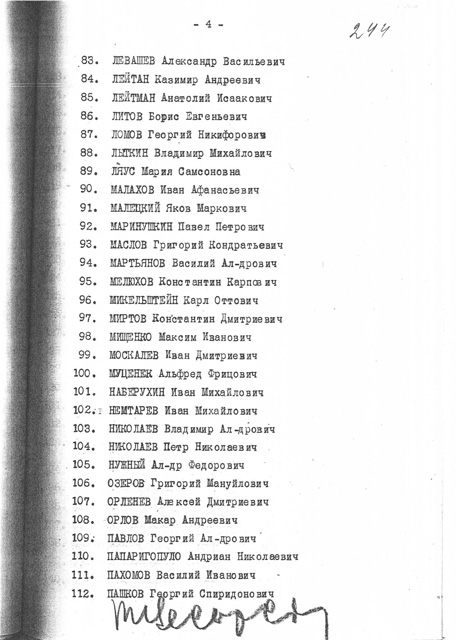 - 4 -
244
83. ЛЕВАШЕВ Александр Васильевич
84. ЛЕЙТАН Казимир Андреевич
85. ЛЕЙТМАН Анатолий Исаакович
86. ЛИТОВ Борис Евгеньевич
87. ЛОМОВ Георгий Никифорович
88. ЛЫТКИН Владимир Михайлович
89. ЛЯУС Мария Самсоновна
90. МАЛАХОВ Иван Афанасьевич
91. МАЛЕЦКИЙ Яков Маркович
92. МАРИНУШКИН Павел Петрович
93. МАСЛОВ Григорий Кондратьевич
94. МАРТЬЯНОВ Василий Ал-дрович
95. МЕЛЮХОВ Константин Карпович
96. МИКЕЛЬШТЕЙН Карл Оттович
97. МИРТОВ Константин Дмитриевич
98. МИЩЕНКО Максим Иванович
99. МОСКАЛЕВ Иван Дмитриевич
100. МУЦЕНЕК Альфред Фрицович
101. НАБЕРУХИН Иван Михайлович
102. НЕМТАРЕВ Иван Михайлович
103. НИКОЛАЕВ Владимир Ал-дрович
104. НИКОЛАЕВ Петр Николаевич
105. НУЖНЫЙ Ал-др Федорович
106. ОЗЕРОВ Григорий Мануйлович
107. ОРЛЕНЕВ Алексей Дмитриевич
108. ОРЛОВ Макар Андреевич
109. ПАВЛОВ Георгий Ал-дрович
110. ПАПАРИГОПУЛО Андриан Николаевич
111. ПАХОМОВ Василий Иванович
112. ПАШКОВ Георгий Спиридонович